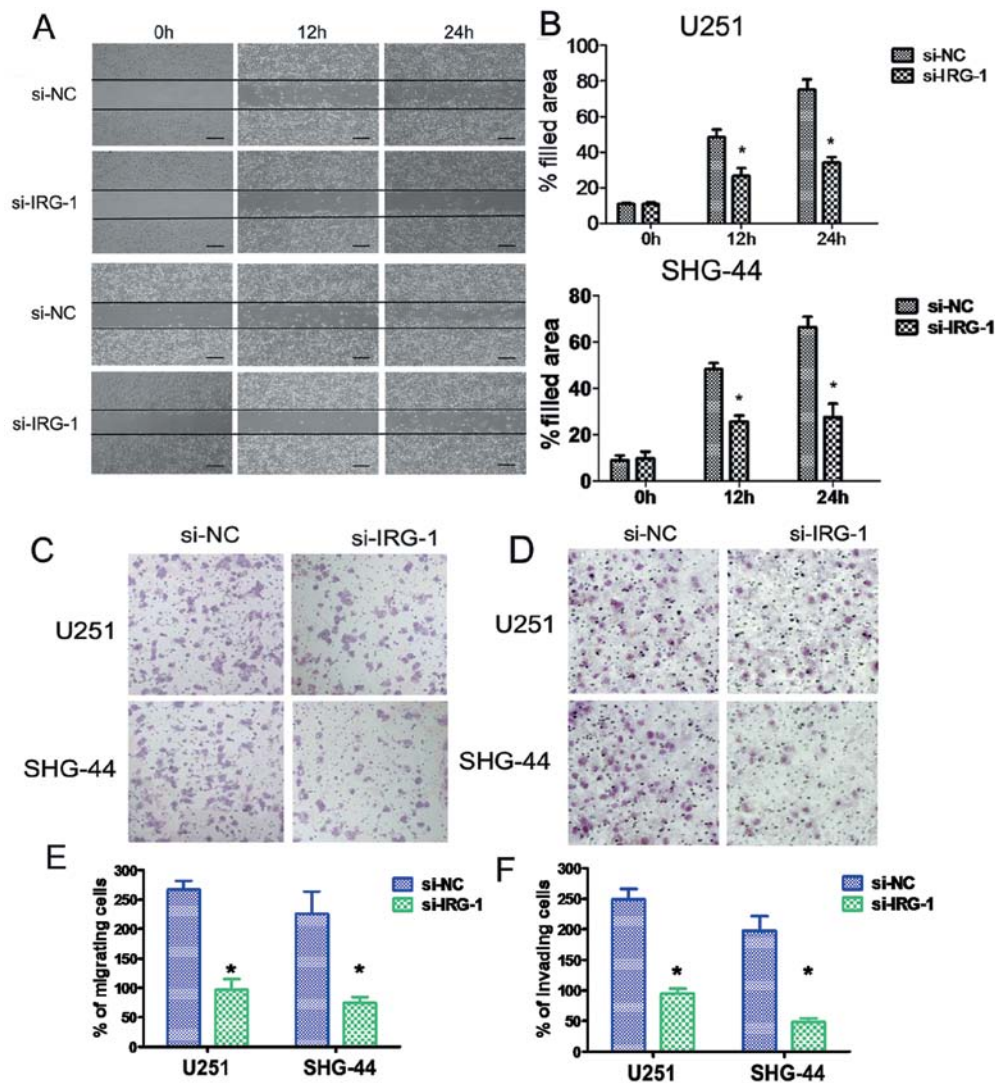 A
0h 12h 24h
si-NC
si-IRG-1
si-NC
si-IRG-1
B
U251
% filled area
100
80
60
40
20
0
si-NC
si-IRG-1
*
*
0h 12h 24h
SHG-44
% filled area
80
60
40
20
0
si-NC
si-IRG-1
*
*
0h 12h 24h
C
si-NC si-IRG-1
U251
SHG-44
D
si-NC si-IRG-1
U251
SHG-44
E
% of migrating cells
300
250
200
150
100
50
0
si-NC
si-IRG-1
*
*
U251 SHG-44
F
% of Invading cells
300
250
200
150
100
50
0
si-NC
si-IRG-1
*
*
U251 SHG-44